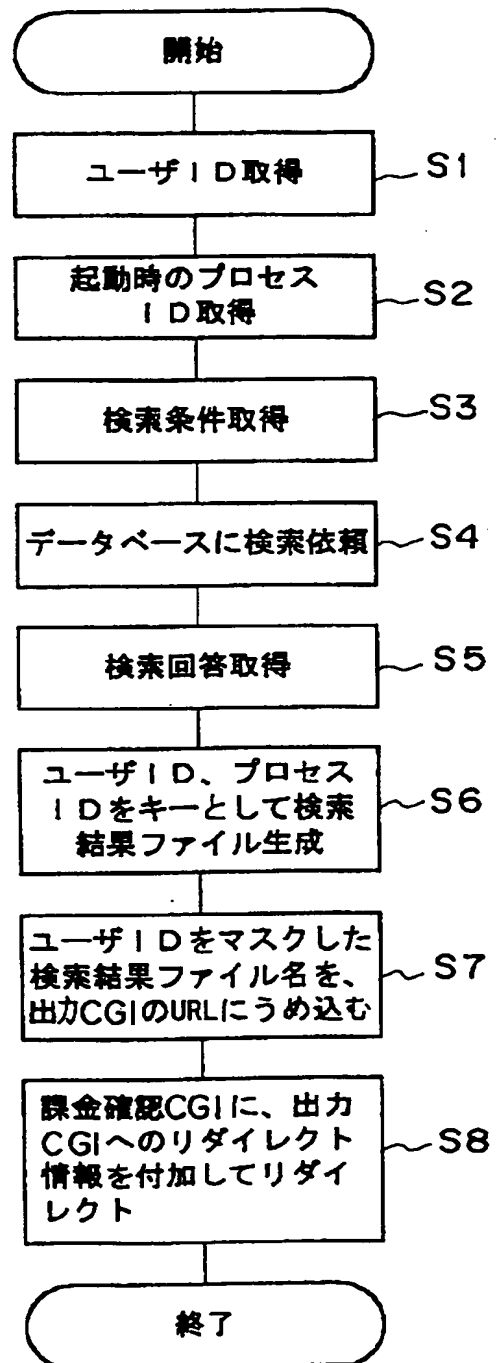 開始
ユーザID取得
S1
起動時のプロセス
ID取得
S2
検索条件取得
S3
データベースに検索依頼
S4
検索回答取得
S5
ユーザID、プロセス
IDをキーとして検索
結果ファイル生成
S6
ユーザIDをマスクした
検索結果ファイル名を、
出力CGIのURLにうめ込む
S7
課金確認CGIに、出力
CGIへのリダイレクト
情報を付加してリダイ
レクト
S8
終了